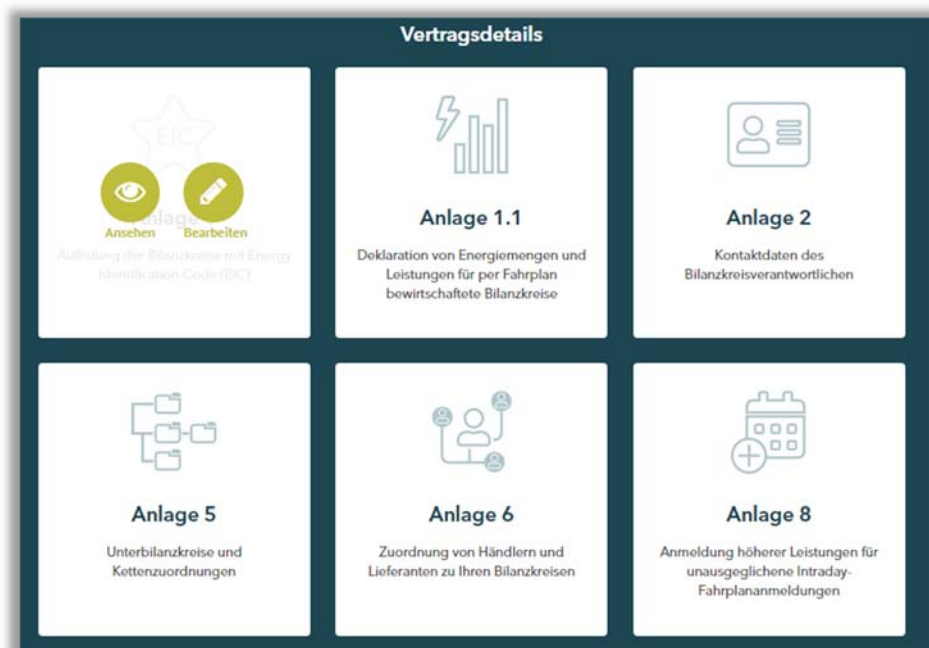 Vertragsdetails
EIC
Anlage
Ansehen
Bearbeiten
Auflistung der Bilanzkreise mit Energy
Identification Code (EIC)
Anlage 1.1
Deklaration von Energiemengen und
Leistungen für per Fahrplan
bewirtschaftete Bilanzkreise
Anlage 2
Kontaktdaten des
Bilanzkreisverantwortlichen
Anlage 5
Unterbilanzkreise und
Kettenzuordnungen
Anlage 6
Zuordnung von Händlern und
Lieferanten zu Ihren Bilanzkreisen
Anlage 8
Anmeldung höherer Leistungen für
unausgeglichene Intraday-
Fahrplananmeldungen